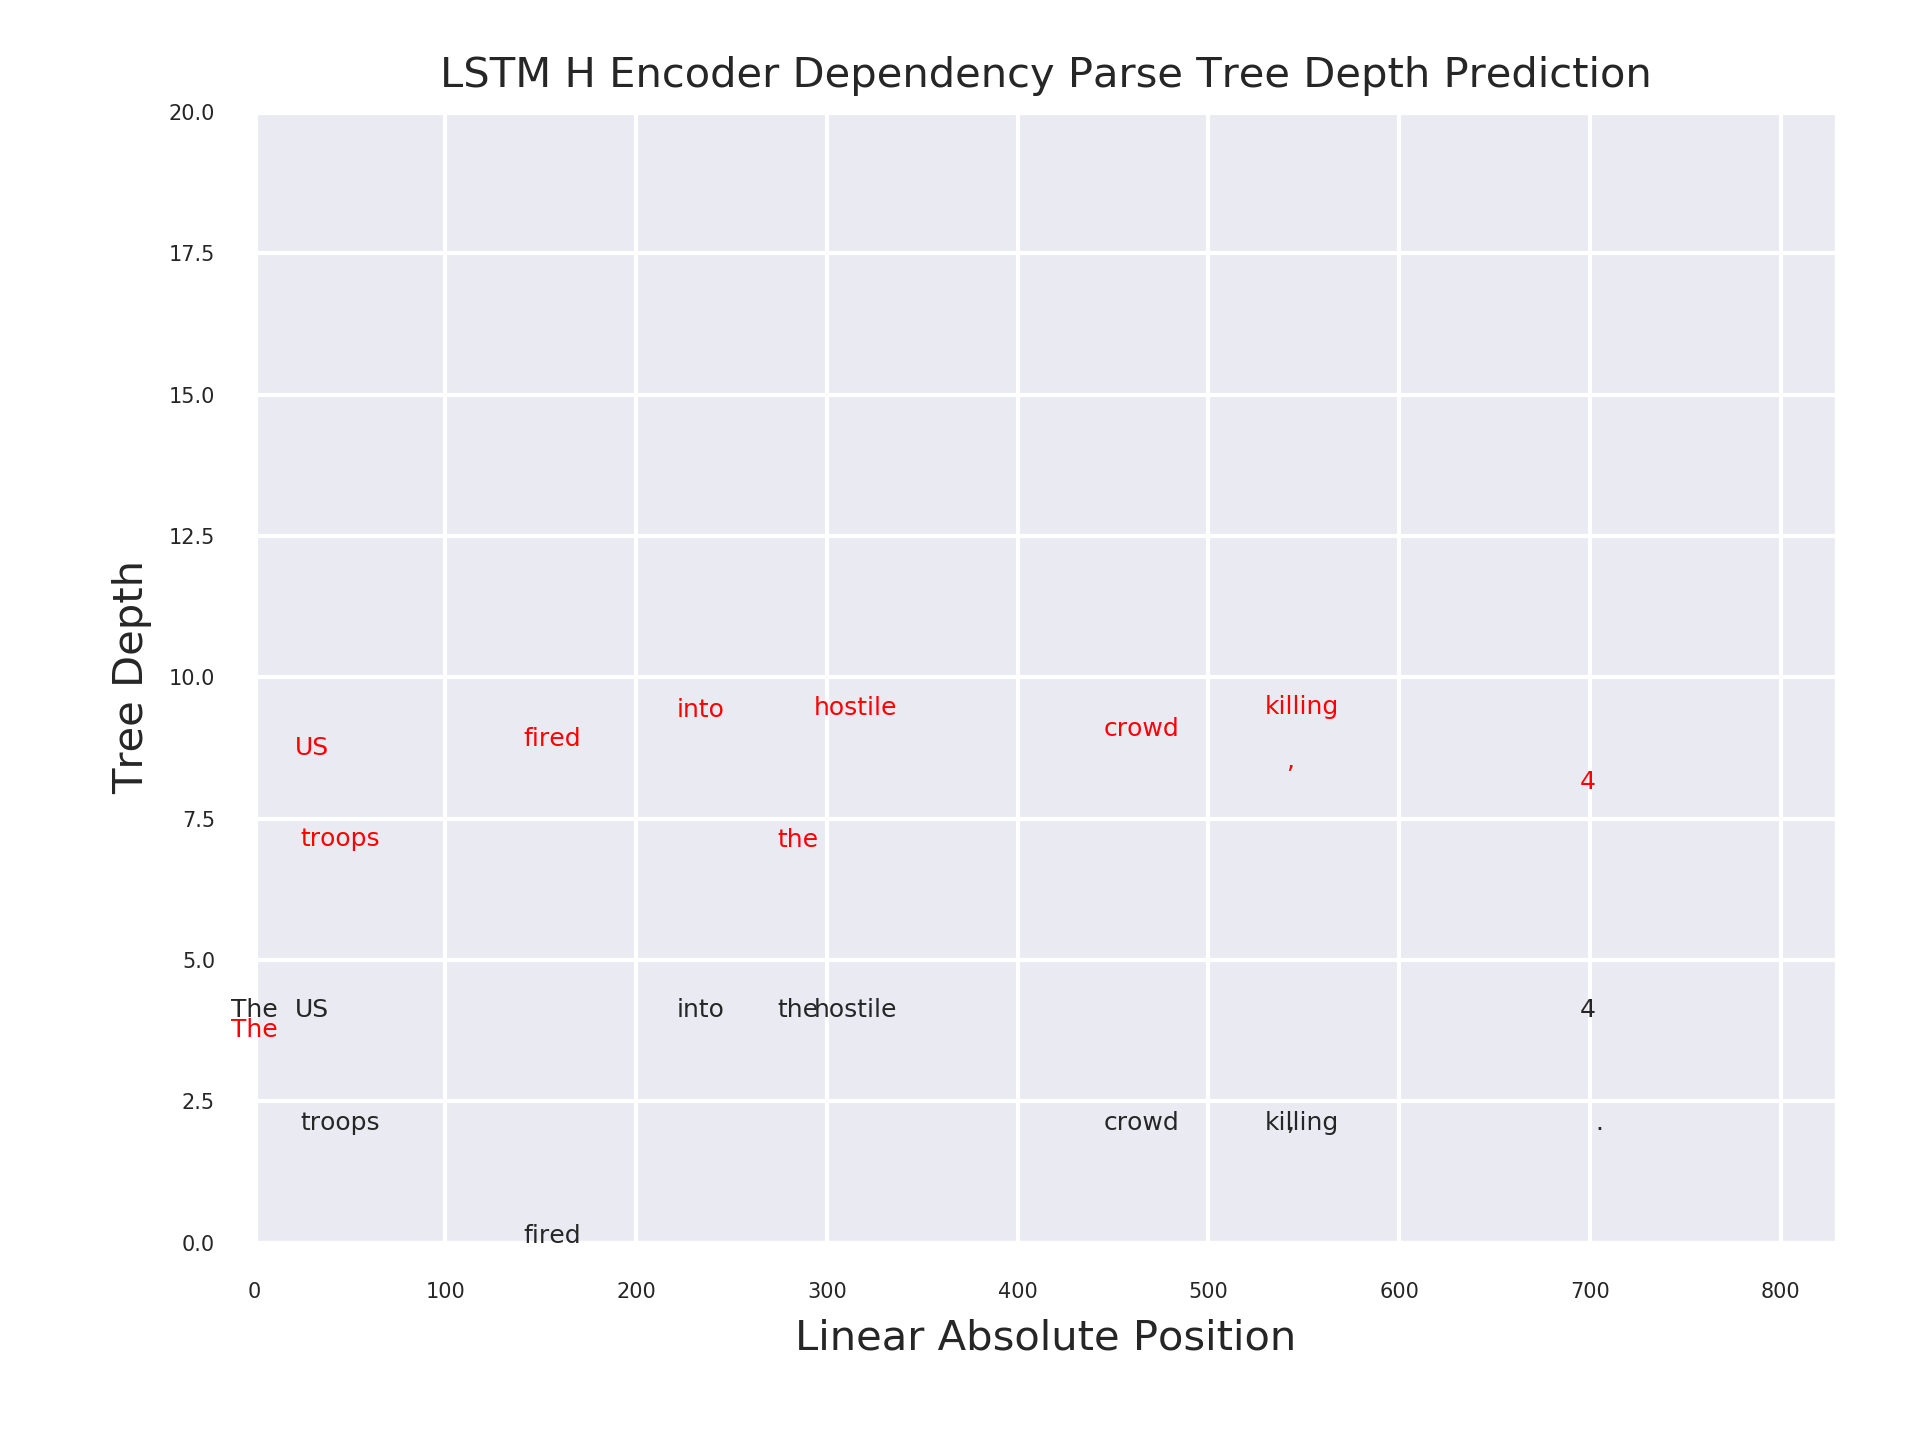 LSTM H Encoder Dependency Parse Tree Depth Prediction
20.0
17.5
15.0
12.5
10.0
7.5
5.0
2.5
0.0
Tree Depth
into hostile killing
US fired crowd
, 4
troops the
The US into the hostile 4
The
troops crowd killing , .
fired
0 100 200 300 400 500 600 700 800
Linear Absolute Position